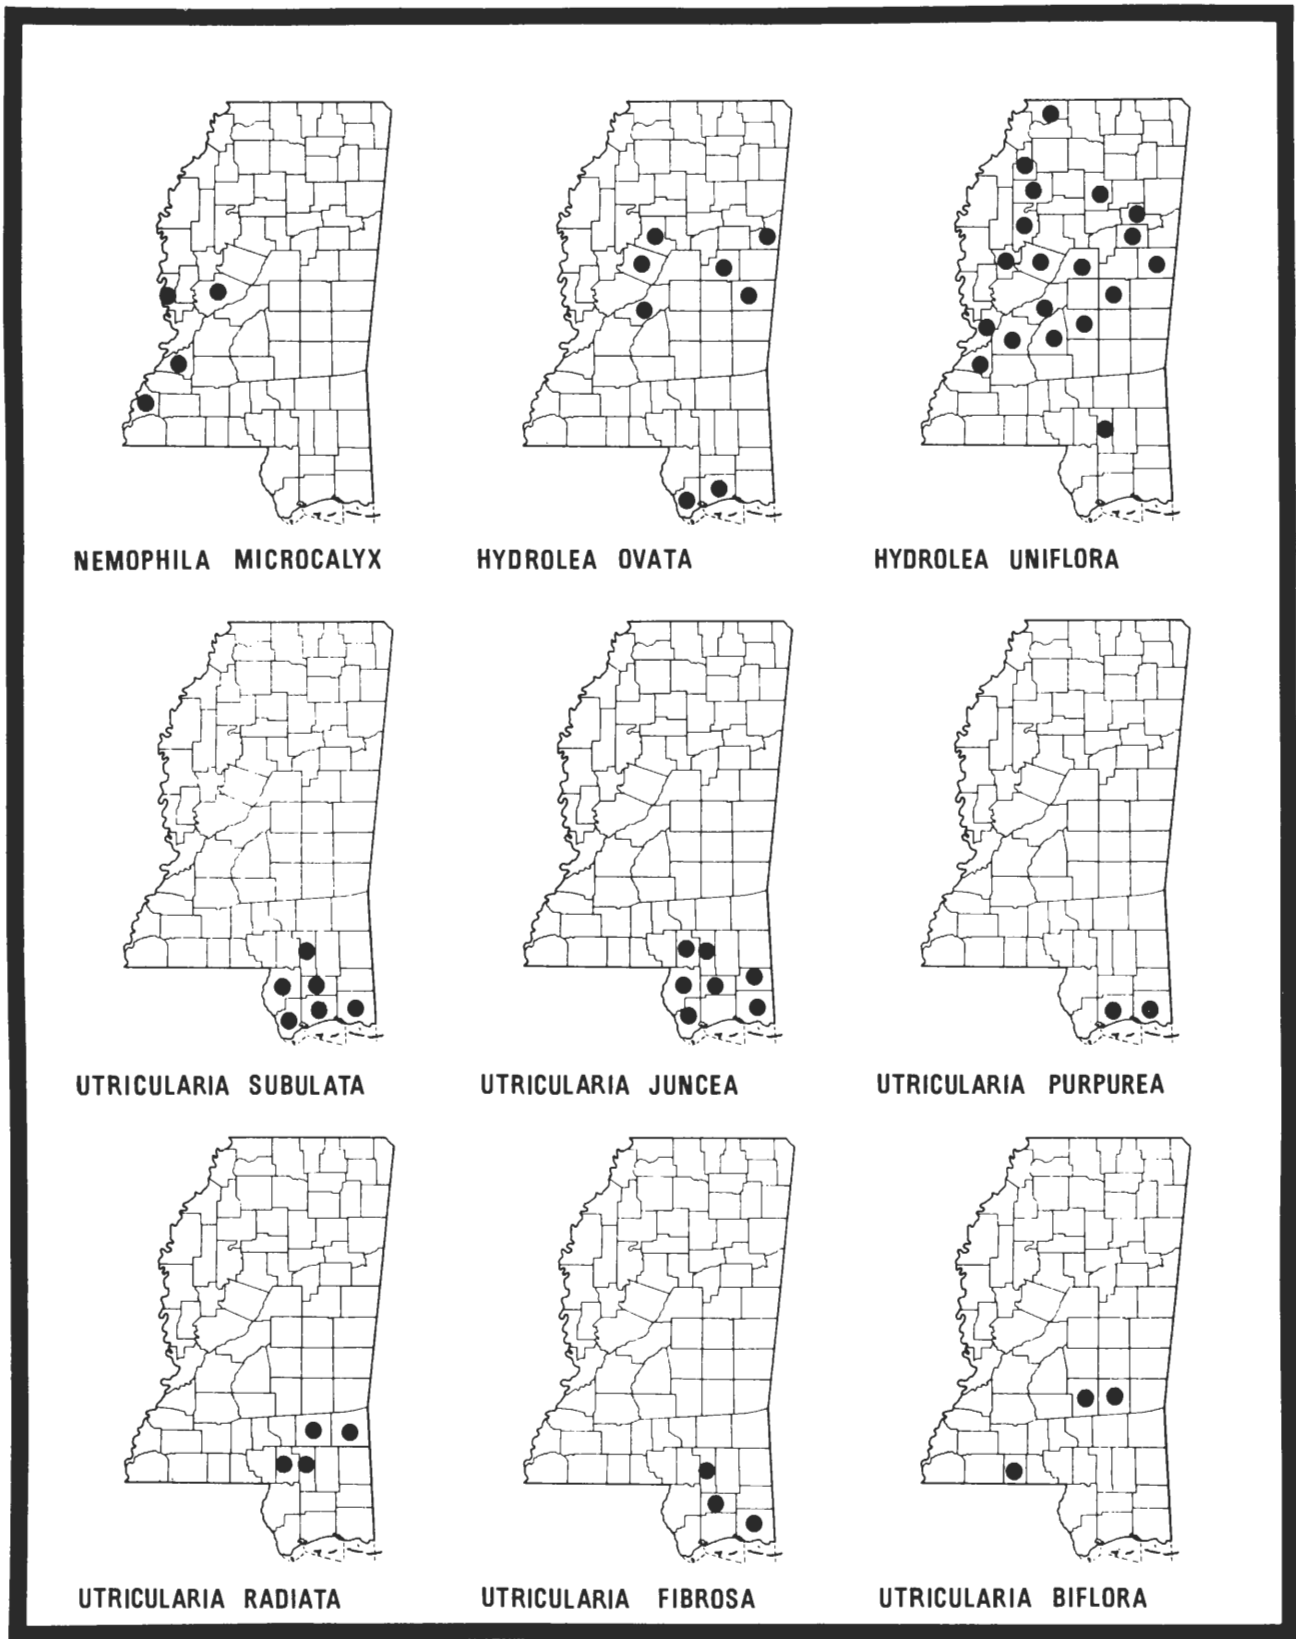 NEMOPHILA MICROCALYX
HYDROLEA OVATA
HYDROLEA UNIFLORA
UTRICULARIA SUBULATA
UTRICULARIA JUNCEA
UTRICULARIA PURPUREA
UTRICULARIA RADIATA
UTRICULARIA FIBROSA
UTRICULARIA BIFLORA